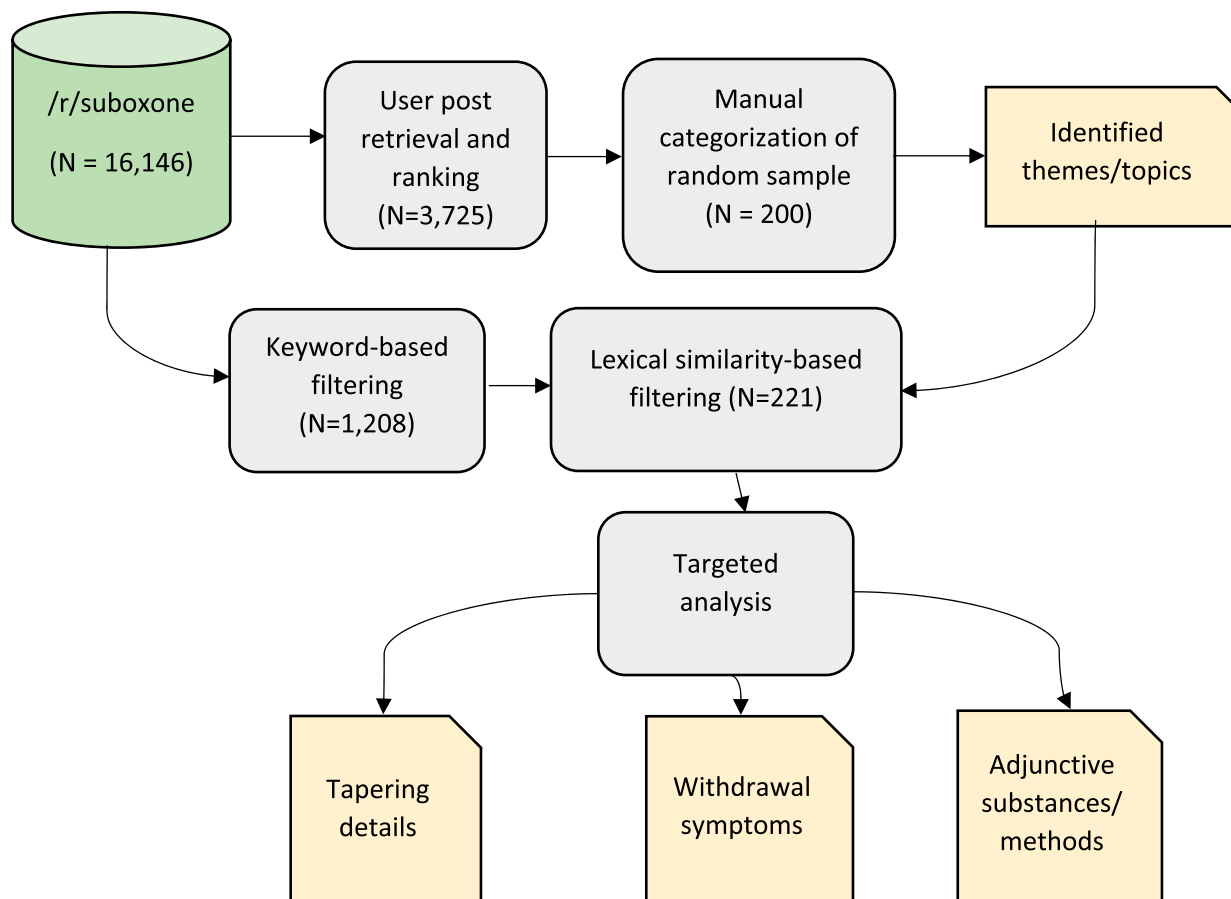 /r/suboxone
(N = 16,146)
User post
retrieval and
ranking
(N=3,725)
Manual
categorization of
random sample
(N = 200)
Identified
themes/topics
Keyword-based
filtering
(N=1,208)
Lexical similarity-based
filtering (N=221)
Targeted
analysis
Tapering
details
Withdrawal
symptoms
Adjunctive
substances/
methods